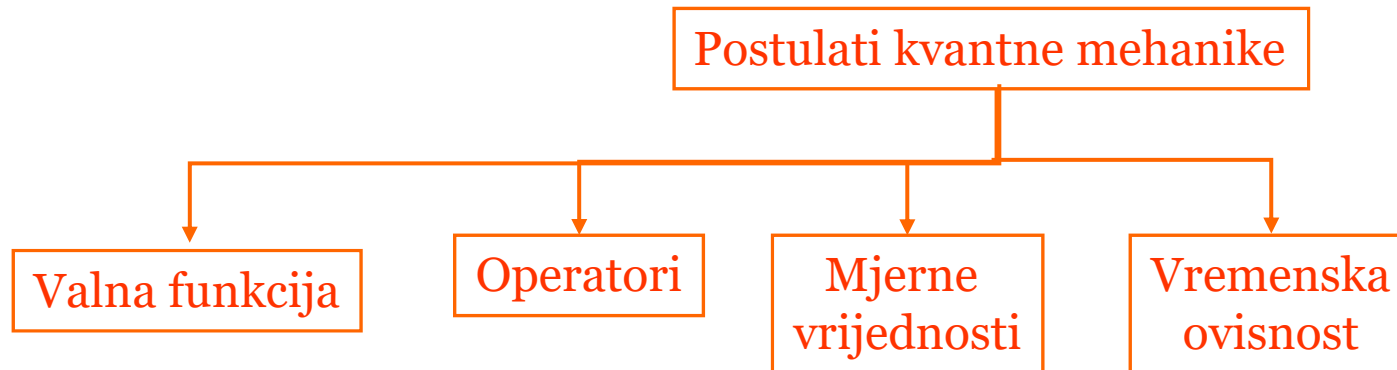 Postulati kvantne mehanike
Valna funkcija
Operatori
Mjerne
vrijednosti
Vremenska
ovisnost